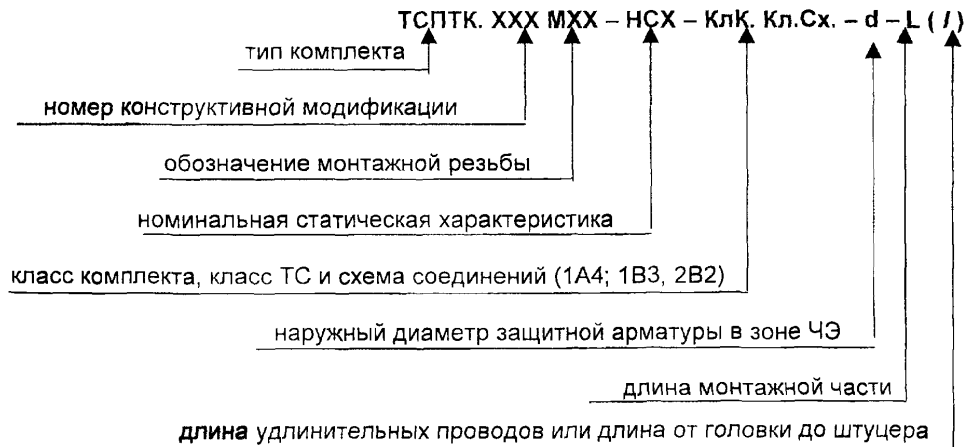 ТСПТК. ХХХ МХХ – НСХ – КлК. Кл.Сх. – d – L ( l )
тип комплекта
номер конструктивной модификации
обозначение монтажной резьбы
номинальная статическая характеристика
класс комплекта, класс ТС и схема соединений (1А4; 1В3, 2В2)
наружный диаметр защитной арматуры в зоне ЧЭ
длина монтажной части
длина удлинительных проводов или длина от головки до штуцера